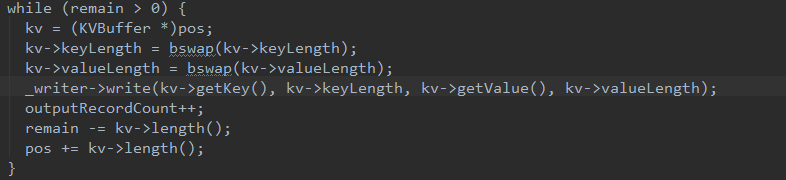 while (remain > 0) {
kv = (KVBuffer *)pos;
kv->keyLength = bswap(kv->keyLength);
kv->valueLength = bswap(kv->valueLength);
_writer->write(kv->getKey(), kv->keyLength, kv->getValue(), kv->valueLength);
outputRecordCount++;
remain -= kv->length();
pos += kv->length();
}